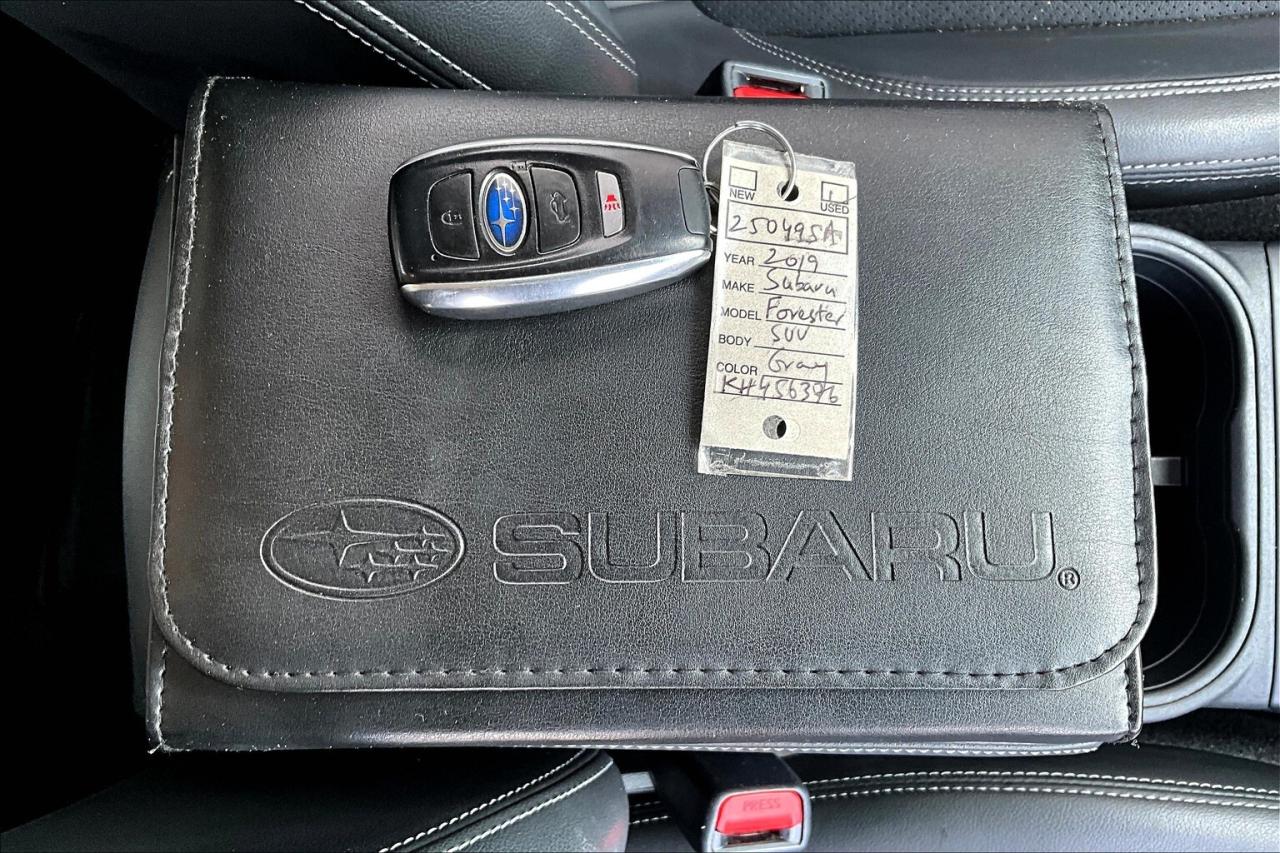 NEW
USED
250495A
YEAR 2019
MAKE Subaru
MODEL Forester
BODY SUV
COLOR Gray
KH456396
SUBARU®
PRESS